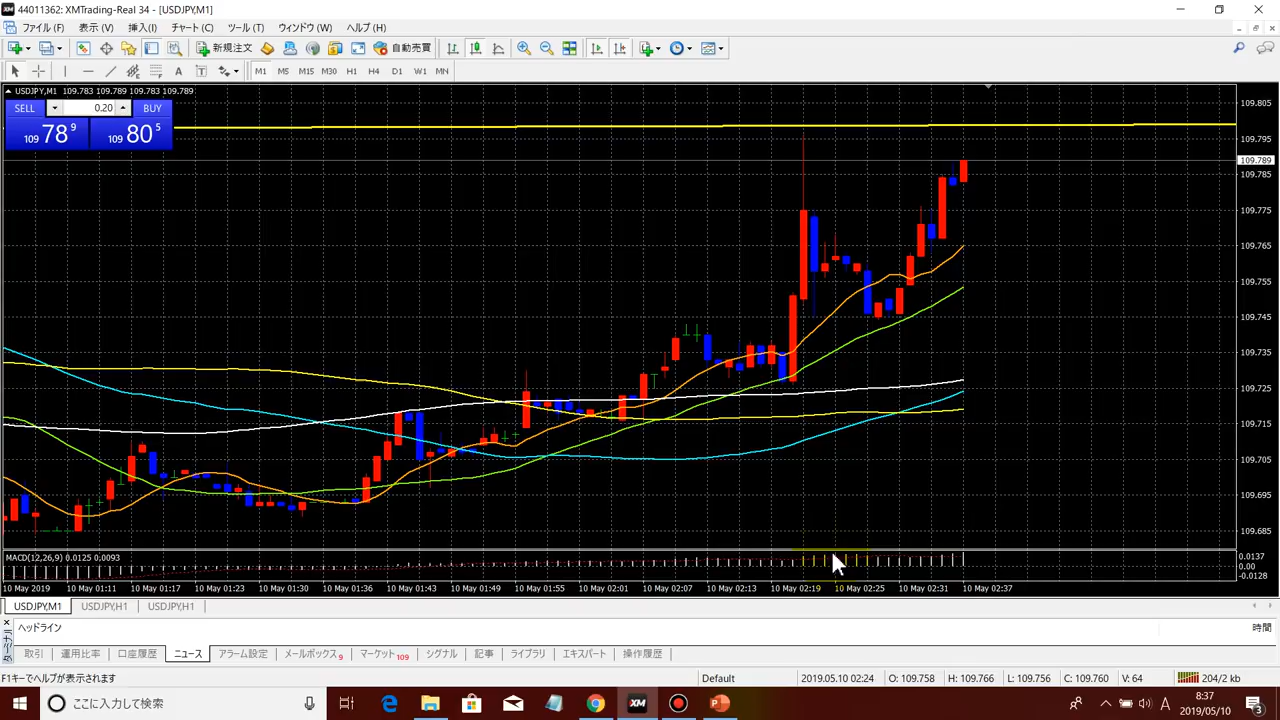 44011362: XMTrading-Real 34 - [USDJPY,M1]
ファイル (F) 表示 (V) 挿入(I) チャート (C) ツール (T) ウィンドウ (W) ヘルプ (H)
新規注文 自動売買
A T M1 M5 M15 M30 H1 H4 D1 W1 MN
USDJPY,M1 109.783 109.789 109.783 109.789
SELL 0.20 BUY
109 78 9 109 80 5
109.805
109.795
109.789
109.785
109.775
109.765
109.755
109.745
109.735
109.725
109.715
109.705
109.695
109.685
MACD(12,26,9) 0.0125 0.0093
0.0137
0.00
-0.0128
10 May 2019 10 May 01:11 10 May 01:17 10 May 01:23 10 May 01:30 10 May 01:36 10 May 01:43 10 May 01:49 10 May 01:55 10 May 02:01 10 May 02:07 10 May 02:13 10 May 02:19 10 May 02:25 10 May 02:31 10 May 02:37
USDJPY,M1 USDJPY,H1 USDJPY,H1
ヘッドライン 時間
取引 運用比率 口座履歴 ニュース アラーム設定 メールボックス 9 マーケット 109 シグナル 記事 ライブラリ エキスパート 操作履歴
F1キーでヘルプが表示されます Default 2019.05.10 02:24 O: 109.758 H: 109.766 L: 109.756 C: 109.760 V: 64 204/2 kb
ここに入力して検索 XM A 8:37
2019/05/10 3